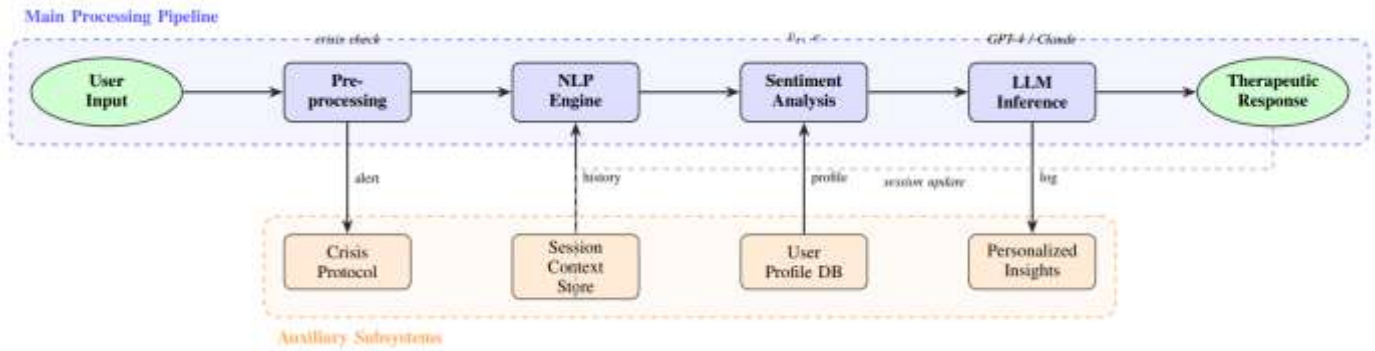 Main Processing Pipeline
crisis check
GPT-4 / Claude
User
Input
Pre-
processing
NLP
Engine
Sentiment
Analysis
LLM
Inference
Therapeutic
Response
alert
history
profile
session update
log
Crisis
Protocol
Session
Context
Store
User
Profile DB
Personalized
Insights
Auxiliary Subsystems